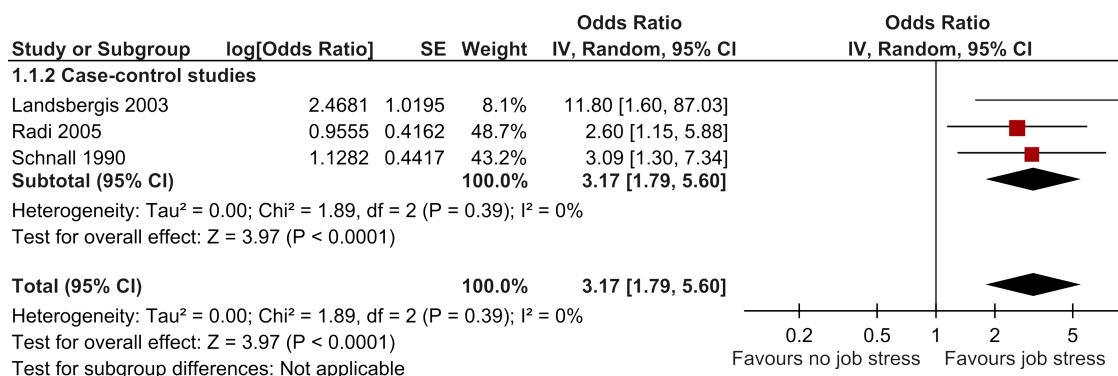 Odds Ratio Odds Ratio
Study or Subgroup log[Odds Ratio] SE Weight IV, Random, 95% CI IV, Random, 95% CI
1.1.2 Case-control studies
Landsbergis 2003 2.4681 1.0195 8.1% 11.80 [1.60, 87.03]
Radi 2005 0.9555 0.4162 48.7% 2.60 [1.15, 5.88]
Schnall 1990 1.1282 0.4417 43.2% 3.09 [1.30, 7.34]
Subtotal (95% CI) 100.0% 3.17 [1.79, 5.60]
Heterogeneity: Tau² = 0.00; Chi² = 1.89, df = 2 (P = 0.39); I² = 0%
Test for overall effect: Z = 3.97 (P < 0.0001)
Total (95% CI) 100.0% 3.17 [1.79, 5.60]
Heterogeneity: Tau² = 0.00; Chi² = 1.89, df = 2 (P = 0.39); I² = 0%
Test for overall effect: Z = 3.97 (P < 0.0001)
Test for subgroup differences: Not applicable
0.2 0.5 1 2 5
Favours no job stress Favours job stress